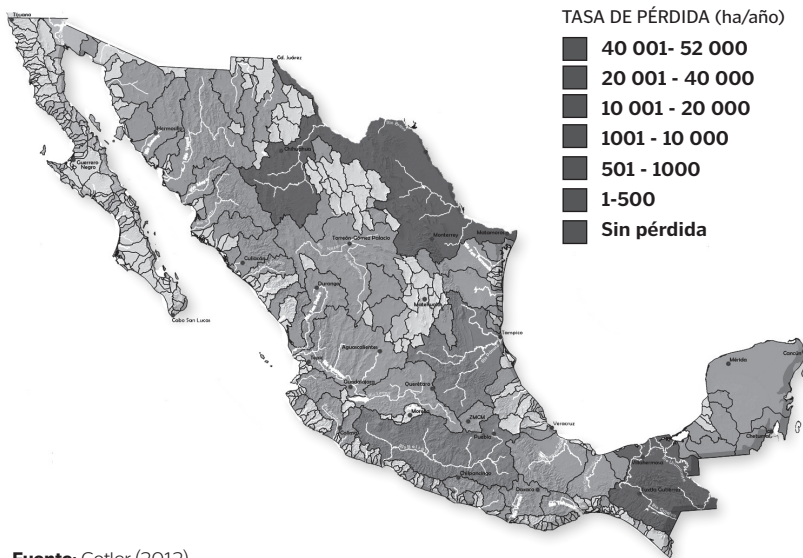 TASA DE PÉRDIDA (ha/año)
40 001- 52 000
20 001 - 40 000
10 001 - 20 000
1001 - 10 000
501 - 1000
1-500
Sin pérdida
Tijuana
Cd. Juárez
Hermosillo
Chihuahua
Guerrero
Negro
Monterrey
Matamoros
Torreón-Gómez Palacio
Culiacán
Durango
Matehuala
Cabo San Lucas
Tampico
Aguascalientes
Tepic
Mérida
Cancún
Guadalajara
Querétaro
Morelia
ZMCM
Puebla
Veracruz
Chetumal
Villahermosa
Chilpancingo
Oaxaca
Tuxtla Gutiérrez
Fuente: Cotler (2012)